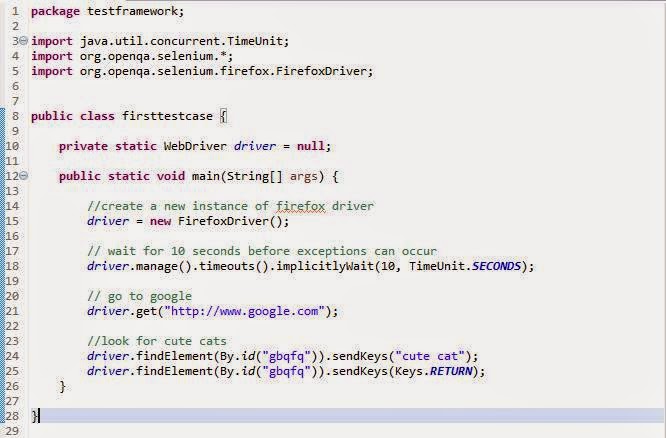 1 package testframework;
2
3 import java.util.concurrent.TimeUnit;
4 import org.openqa.selenium.*;
5 import org.openqa.selenium.firefox.FirefoxDriver;
6
7
8 public class firsttestcase {
9
10     private static WebDriver driver = null;
11
12     public static void main(String[] args) {
13
14         //create a new instance of firefox driver
15         driver = new FirefoxDriver();
16
17         // wait for 10 seconds before exceptions can occur
18         driver.manage().timeouts().implicitlyWait(10, TimeUnit.SECONDS);
19
20         // go to google
21         driver.get("http://www.google.com");
22
23         //look for cute cats
24         driver.findElement(By.id("gbqfq")).sendKeys("cute cat");
25         driver.findElement(By.id("gbqfq")).sendKeys(Keys.RETURN);
26     }
27
28 }
29